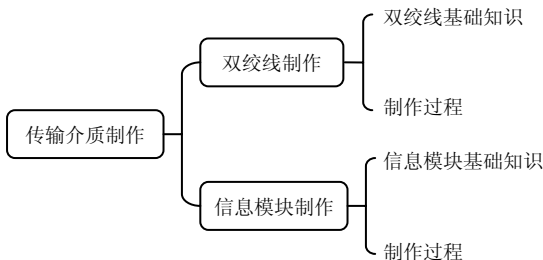 双绞线基础知识
双绞线制作
制作过程
传输介质制作
信息模块基础知识
信息模块制作
制作过程